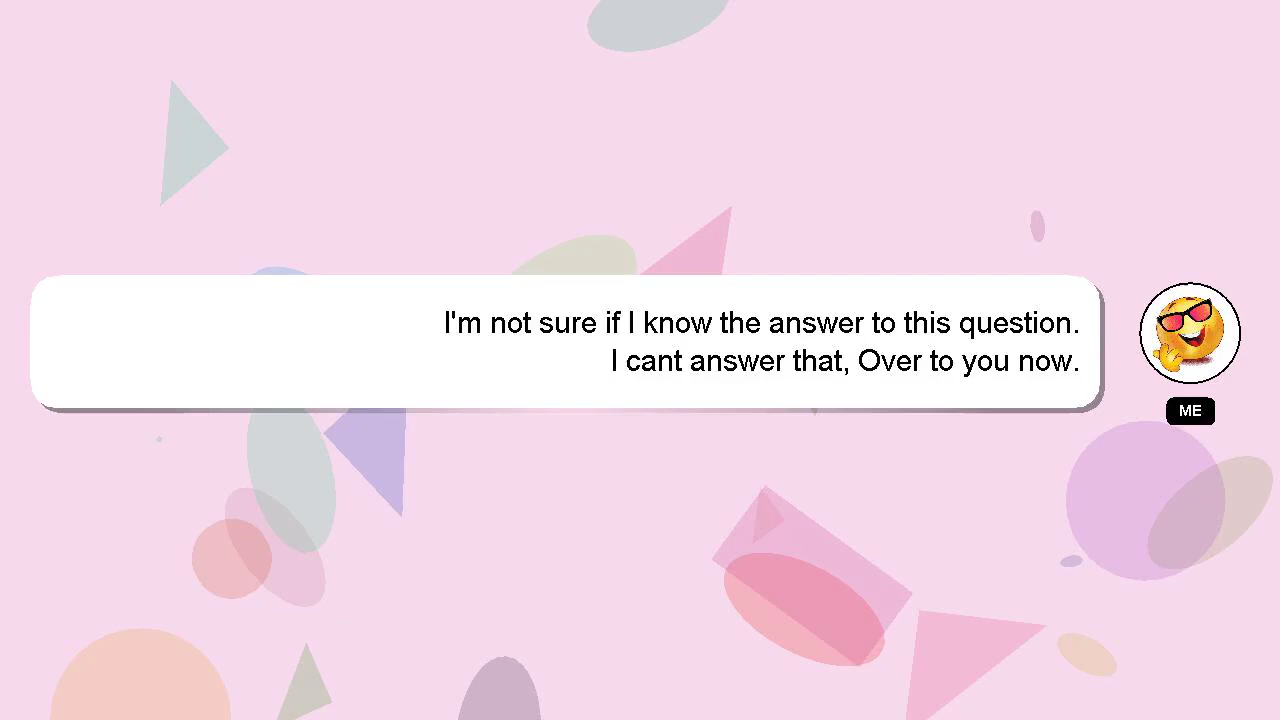 I'm not sure if I know the answer to this question.
I cant answer that, Over to you now.
ME